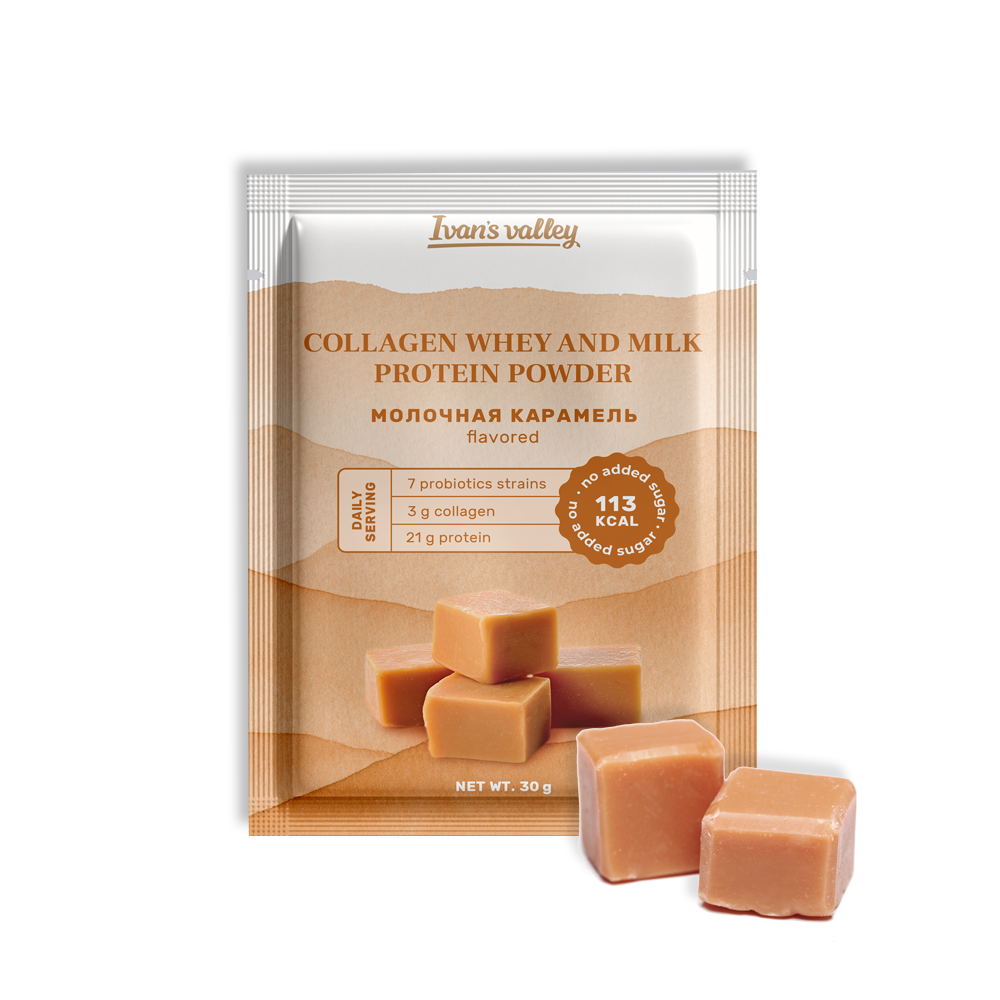 Ivan's valley
COLLAGEN WHEY AND MILK
PROTEIN POWDER
МОЛОЧНАЯ КАРАМЕЛЬ
flavored
DAILY
SERVING
7 probiotics strains
3 g collagen
21 g protein
· no added sugar ·
113
KCAL
no added sugar
NET WT. 30 g